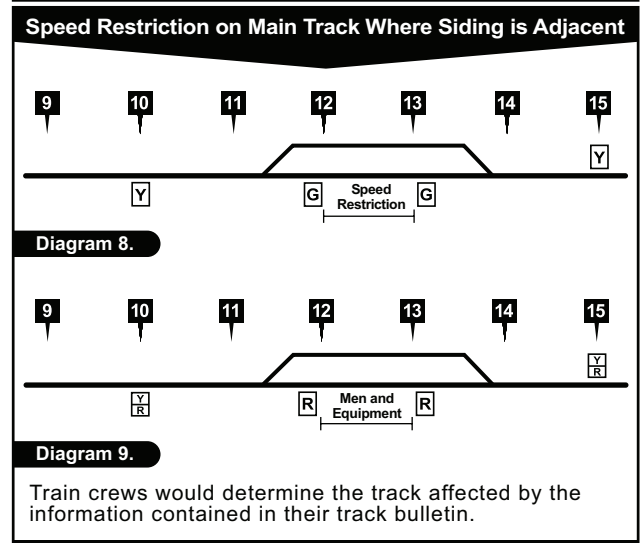 Speed Restriction on Main Track Where Siding is Adjacent
9 10 11 12 13 14 15
Y
Y G Speed G
Restriction
Diagram 8.
9 10 11 12 13 14 15
Y
R
Y R Men and R
R Equipment
Diagram 9.
Train crews would determine the track affected by the
information contained in their track bulletin.